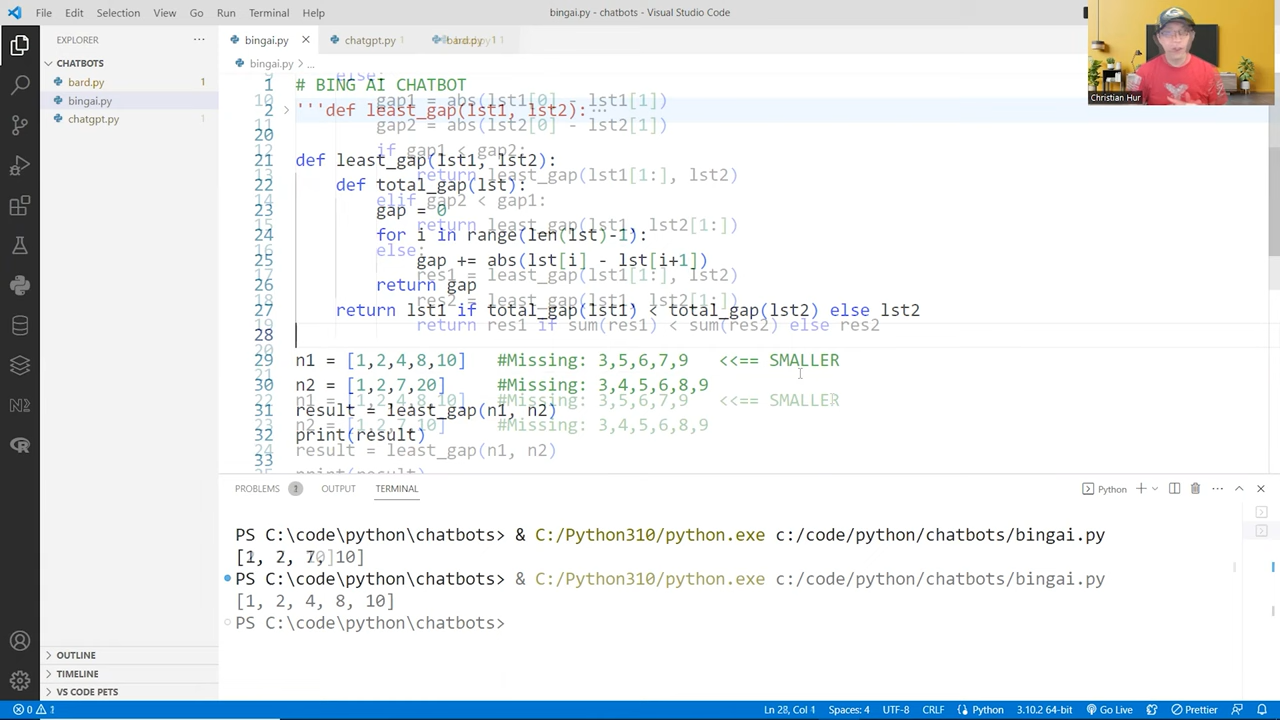 File Edit Selection View Go Run Terminal Help
bingai.py - chatbots - Visual Studio Code
EXPLORER
CHATBOTS
bard.py 1
bingai.py
chatgpt.py
OUTLINE
TIMELINE
VS CODE PETS
bingai.py chatgpt.py 1 bard.py 1
bingai.py > ...
1 # BING AI CHATBOT
else:
10 gap1 = abs(lst1[0] - lst1[1])
2 '''def least_gap(lst1, lst2): ...
11 gap2 = abs(lst2[0] - lst2[1])
20
12 if gap1 < gap2:
21 def least_gap(lst1, lst2):
13 return least_gap(lst1[1:], lst2)
22 def total_gap(lst):
14 elif gap2 < gap1:
23 gap = 0
15 return least_gap(lst1, lst2[1:])
24 for i in range(len(lst)-1):
16 else:
25 gap += abs(lst[i] - lst[i+1])
17 res1 = least_gap(lst1[1:], lst2)
26 return gap
18 res2 = least_gap(lst1, lst2[1:])
27 return lst1 if total_gap(lst1) < total_gap(lst2) else lst2
19 return res1 if sum(res1) < sum(res2) else res2
28
20
29 n1 = [1,2,4,8,10] #Missing: 3,5,6,7,9 <<== SMALLER
21
30 n2 = [1,2,7,20] #Missing: 3,4,5,6,8,9
22 n1 = [1,2,4,8,10] #Missing: 3,5,6,7,9 <<== SMALLER
31 result = least_gap(n1, n2)
23 n2 = [1,2,7,10] #Missing: 3,4,5,6,8,9
32 print(result)
24 result = least_gap(n1, n2)
33
25 print(result)
PROBLEMS 1 OUTPUT TERMINAL
Python
PS C:\code\python\chatbots> & C:/Python310/python.exe c:/code/python/chatbots/bingai.py
[1, 2, 7, 10]
PS C:\code\python\chatbots> & C:/Python310/python.exe c:/code/python/chatbots/bingai.py
[1, 2, 4, 8, 10]
PS C:\code\python\chatbots>
Christian Hur
0 1 Ln 28, Col 1 Spaces: 4 UTF-8 CRLF Python 3.10.2 64-bit Go Live Prettier